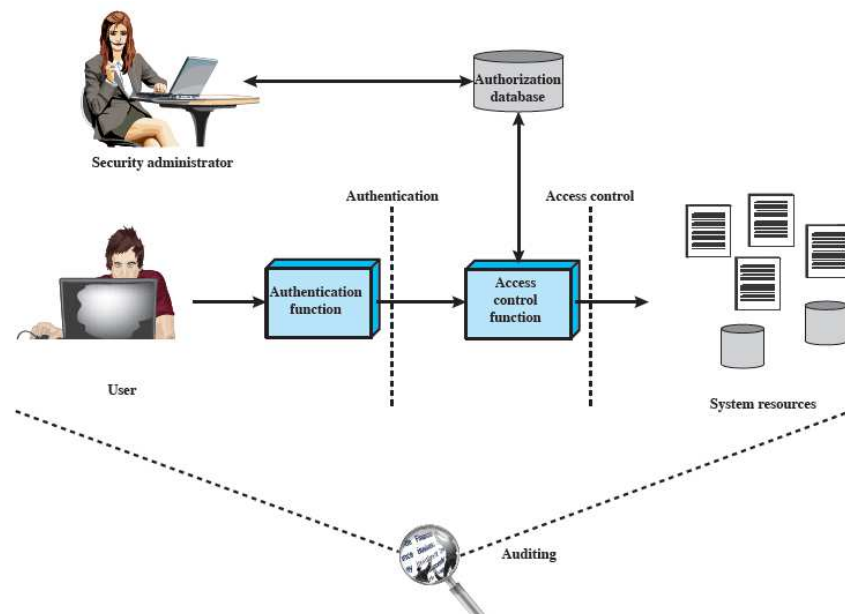 Authorization
database
Security administrator
Authentication
Access control
Authentication
function
Access
control
function
User
System resources
Auditing